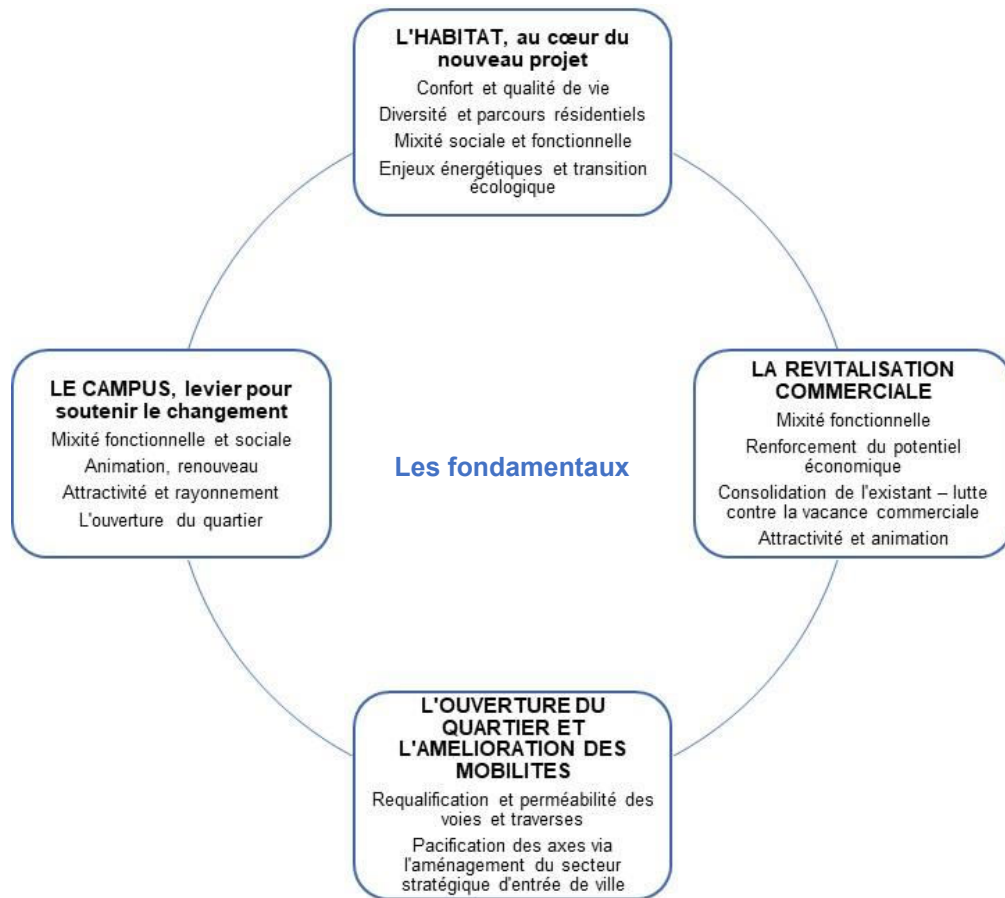 L'HABITAT, au cœur du
nouveau projet
Confort et qualité de vie
Diversité et parcours résidentiels
Mixité sociale et fonctionnelle
Enjeux énergétiques et transition
écologique
LE CAMPUS, levier pour
soutenir le changement
Mixité fonctionnelle et sociale
Animation, renouveau
Attractivité et rayonnement
L'ouverture du quartier
Les fondamentaux
LA REVITALISATION
COMMERCIALE
Mixité fonctionnelle
Renforcement du potentiel
économique
Consolidation de l'existant – lutte
contre la vacance commerciale
Attractivité et animation
L'OUVERTURE DU
QUARTIER ET
L'AMELIORATION DES
MOBILITES
Requalification et perméabilité des
voies et traverses
Pacification des axes via
l'aménagement du secteur
stratégique d'entrée de ville